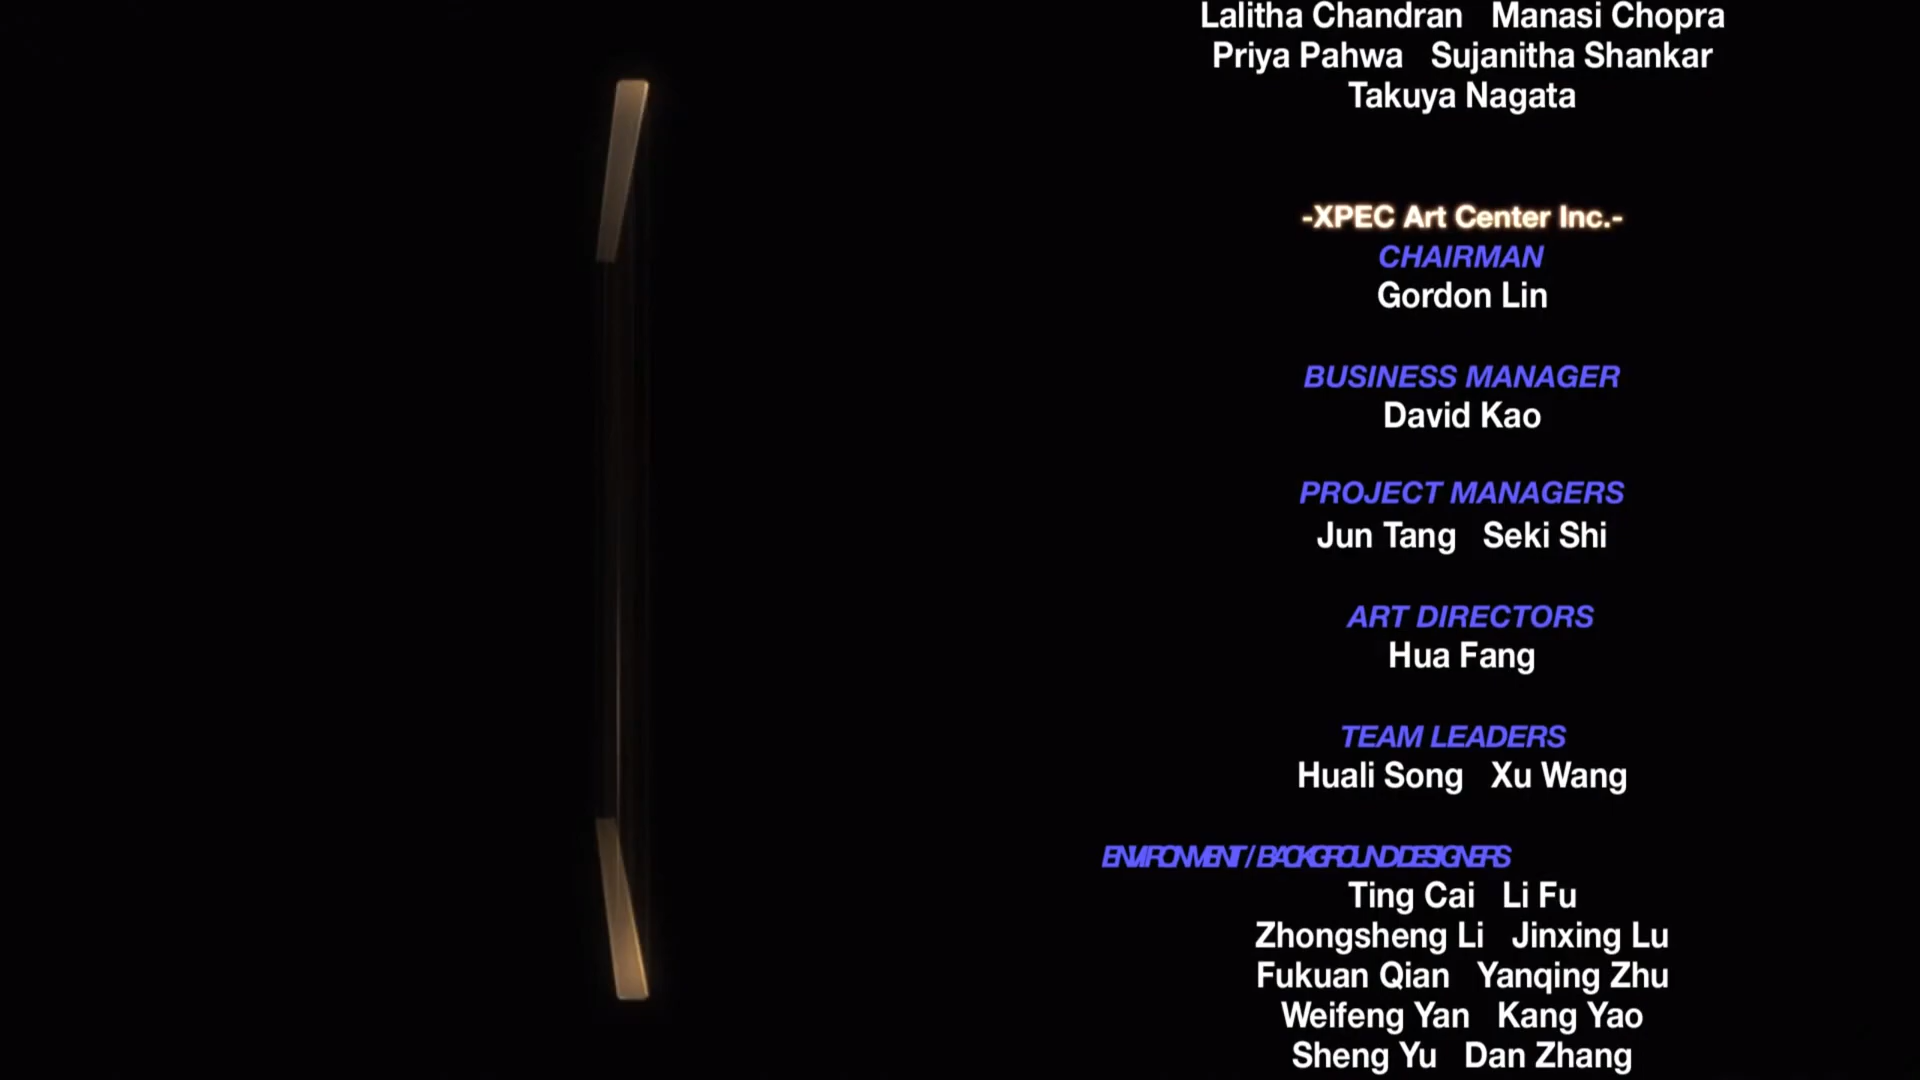 Lalitha Chandran   Manasi Chopra
Priya Pahwa   Sujanitha Shankar
Takuya Nagata
-XPEC Art Center Inc.-
CHAIRMAN
Gordon Lin
BUSINESS MANAGER
David Kao
PROJECT MANAGERS
Jun Tang   Seki Shi
ART DIRECTORS
Hua Fang
TEAM LEADERS
Huali Song   Xu Wang
ENVIRONMENT / BACKGROUND DESIGNERS
Ting Cai   Li Fu
Zhongsheng Li   Jinxing Lu
Fukuan Qian   Yanqing Zhu
Weifeng Yan   Kang Yao
Sheng Yu   Dan Zhang